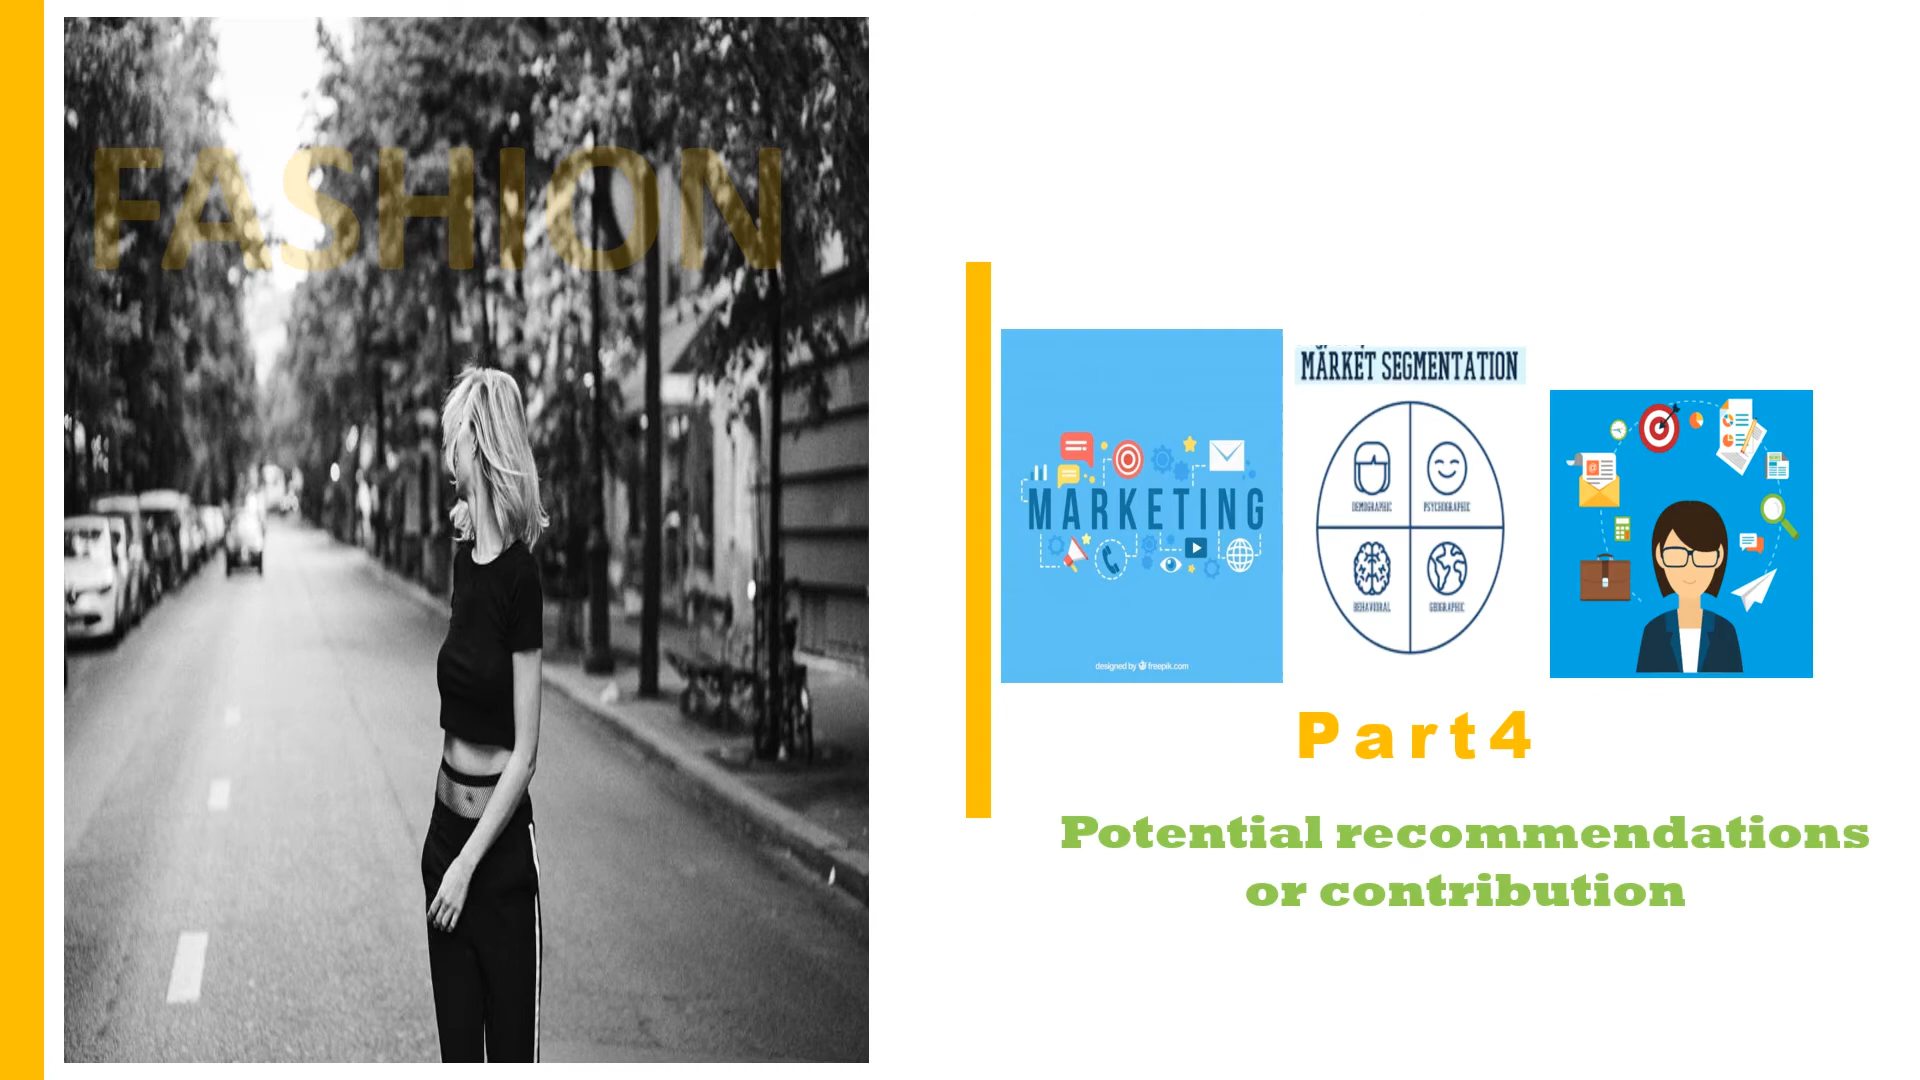 FASHION
MARKET SEGMENTATION
DEMOGRAPHIC
PSYCHOGRAPHIC
MARKETING
BEHAVIORAL
GEOGRAPHIC
designed by freepik.com
Part4
Potential recommendations
or contribution